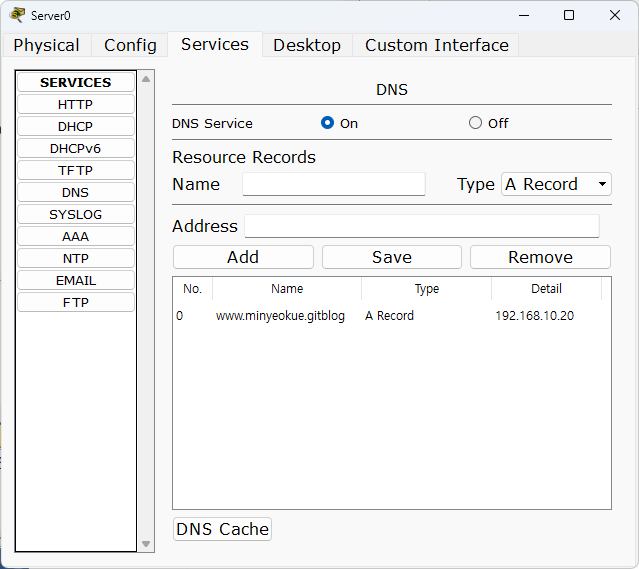 Server0
Physical Config Services Desktop Custom Interface
SERVICES
HTTP
DHCP
DHCPv6
TFTP
DNS
SYSLOG
AAA
NTP
EMAIL
FTP
DNS
DNS Service On Off
Resource Records
Name Type A Record
Address
Add Save Remove
No. Name Type Detail
0 www.minyeokue.gitblog A Record 192.168.10.20
DNS Cache